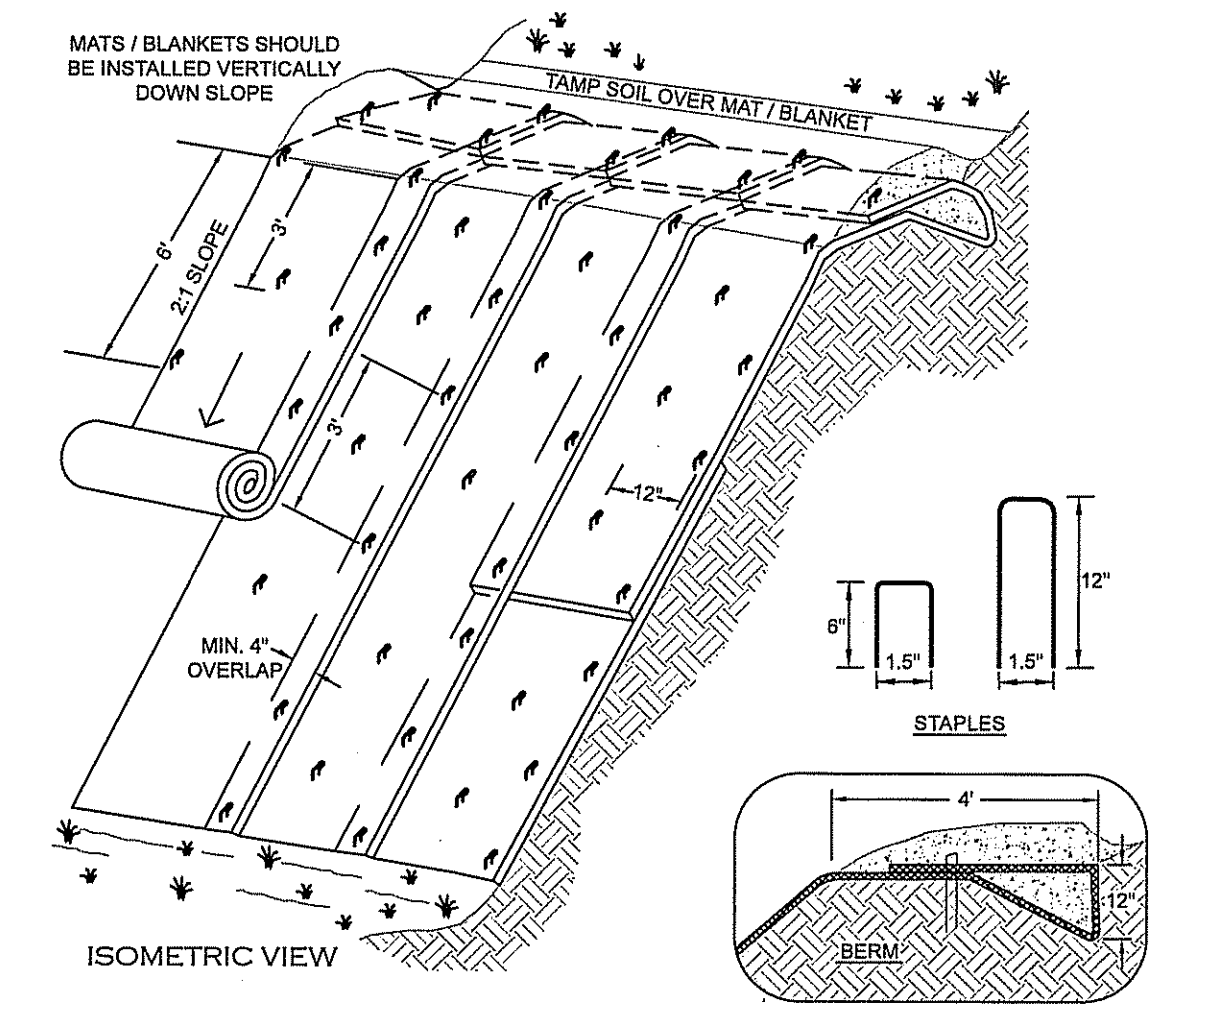 MATS / BLANKETS SHOULD
BE INSTALLED VERTICALLY
DOWN SLOPE
TAMP SOIL OVER MAT / BLANKET
6'
2:1 SLOPE
3'
3'
12"
MIN. 4"
OVERLAP
6"
1.5"
12"
1.5"
STAPLES
4'
12"
BERM
ISOMETRIC VIEW